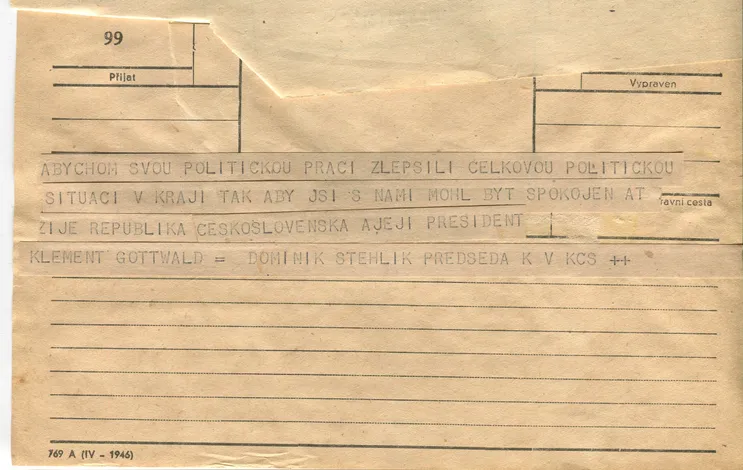 99
Přijat
Vypraven
ABYCHOM SVOU POLITICKOU PRACI ZLEPSILI CELKOVOU POLITICKOU
SITUACI V KRAJI TAK ABY JSI S NAMI MOHL BYT SPOKOJEN AT
ravní cesta
ZIJE REPUBLIKA CESKOSLOVENSKA AJEJI PRESIDENT
KLEMENT GOTTWALD = DOMINIK STEHLIK PREDSEDA K V KCS ++
769 A (IV - 1946)